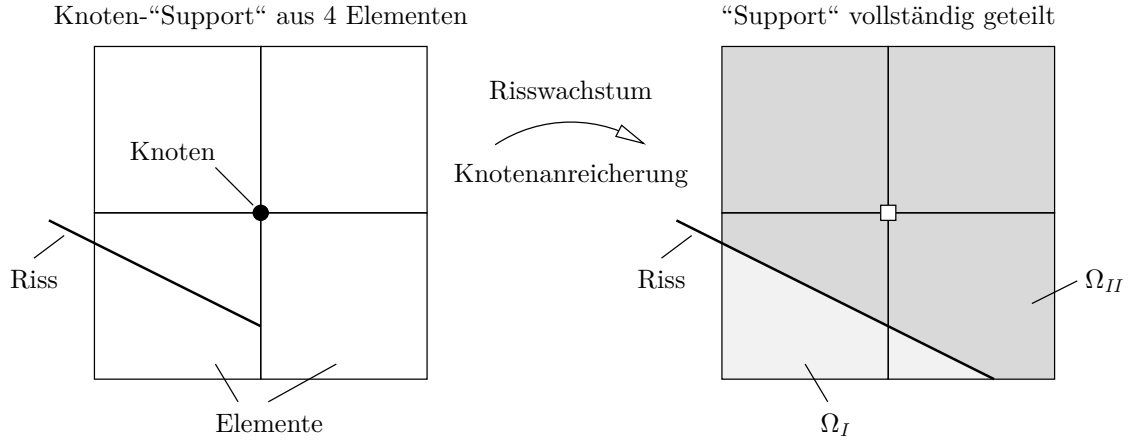 Knoten-“Support“ aus 4 Elementen
“Support“ vollständig geteilt
Risswachstum
Knotenanreicherung
Knoten
Riss
Elemente
Riss
Ω_II
Ω_I